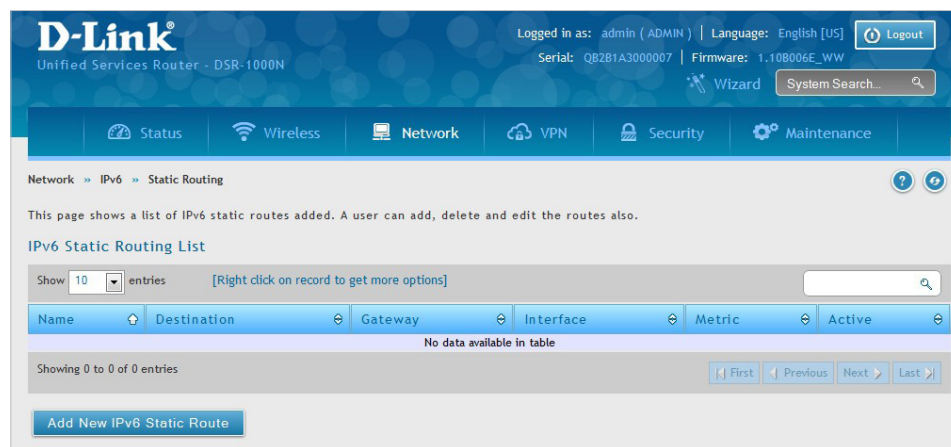 D-Link®
Unified Services Router - DSR-1000N
Logged in as: admin ( ADMIN ) | Language: English [US]
Logout
Serial: QB2B1A3000007 | Firmware: 1.10B006E_WW
Wizard
System Search...
Status
Wireless
Network
VPN
Security
Maintenance
Network » IPv6 » Static Routing
This page shows a list of IPv6 static routes added. A user can add, delete and edit the routes also.
IPv6 Static Routing List
Show 10 entries [Right click on record to get more options]
Name Destination Gateway Interface Metric Active
No data available in table
Showing 0 to 0 of 0 entries
First Previous Next Last
Add New IPv6 Static Route